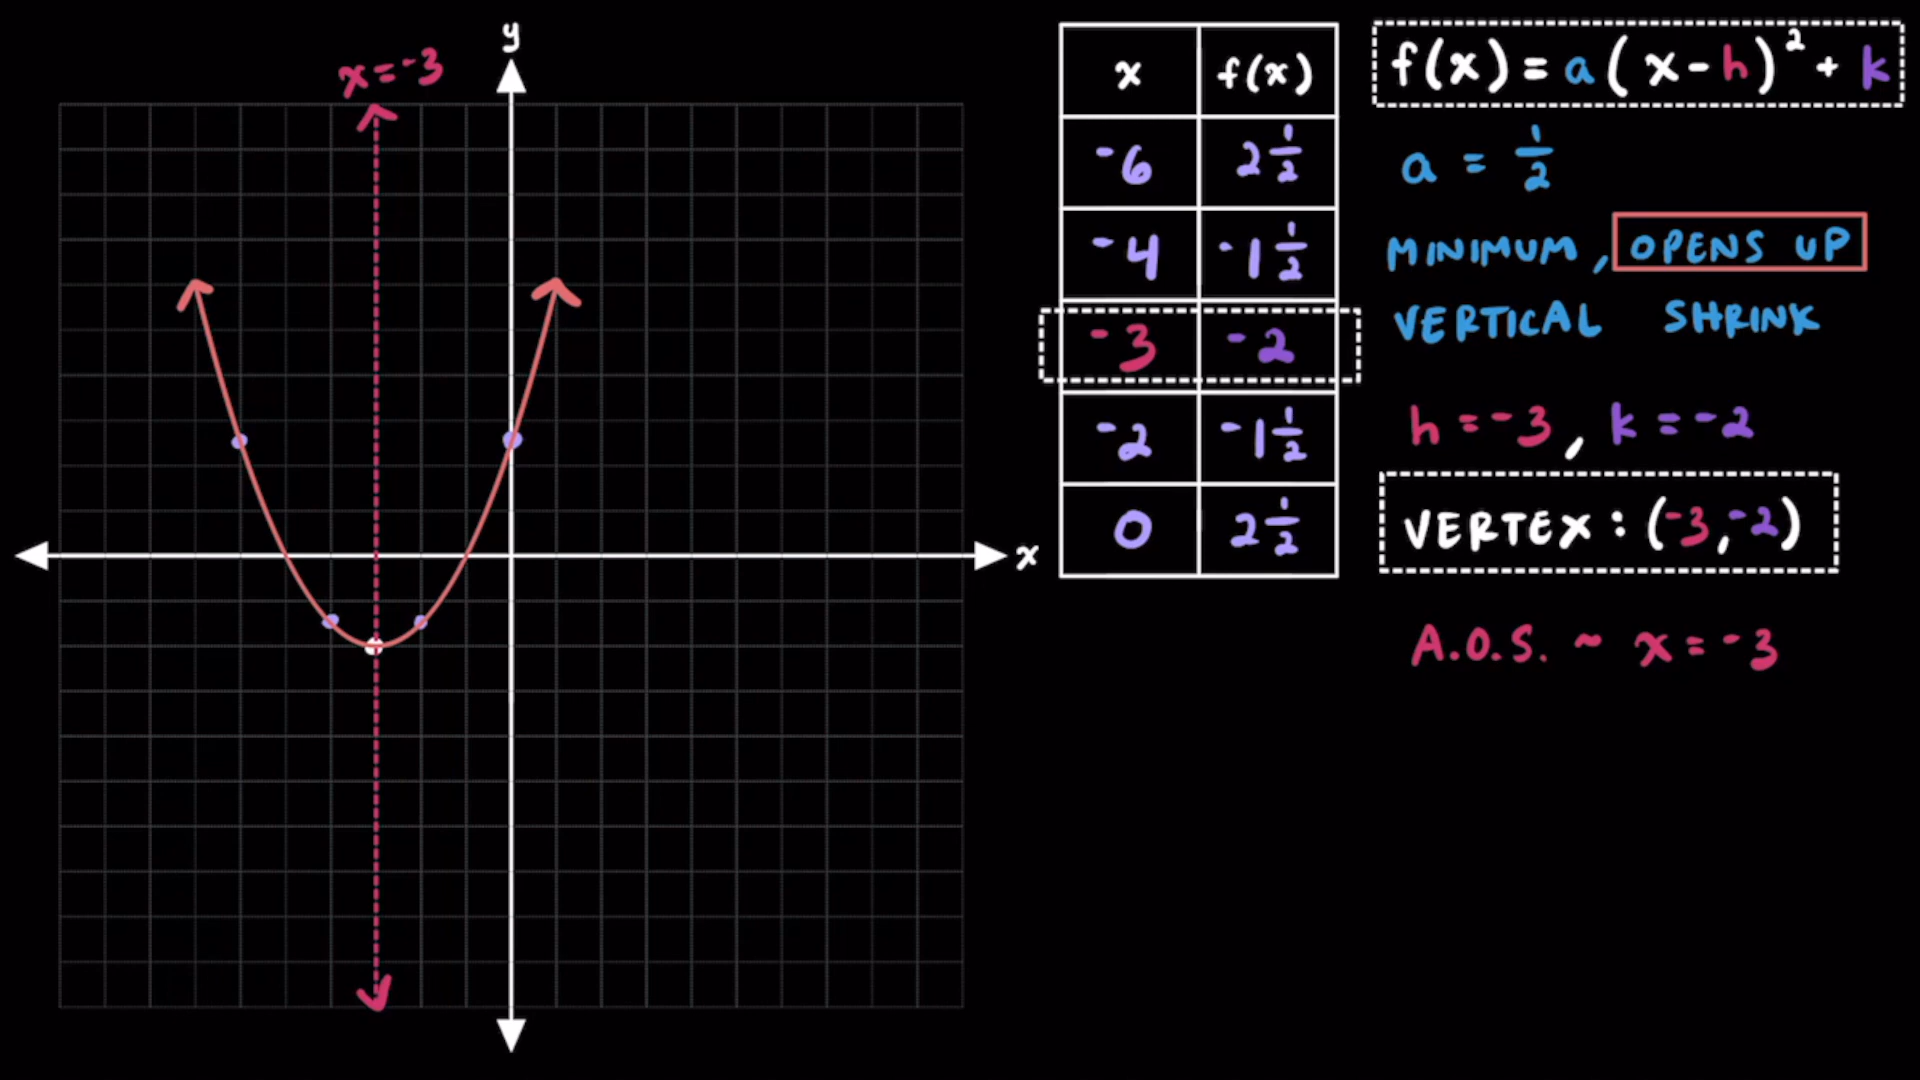 x=-3
y
x
x f(x)
-6 2 1/2
-4 -1 1/2
-3 -2
-2 -1 1/2
0 2 1/2
f(x) = a(x-h)² + k
a = 1/2
MINIMUM, OPENS UP
VERTICAL SHRINK
h=-3, k=-2
VERTEX: (-3,-2)
A.O.S. ~ x=-3